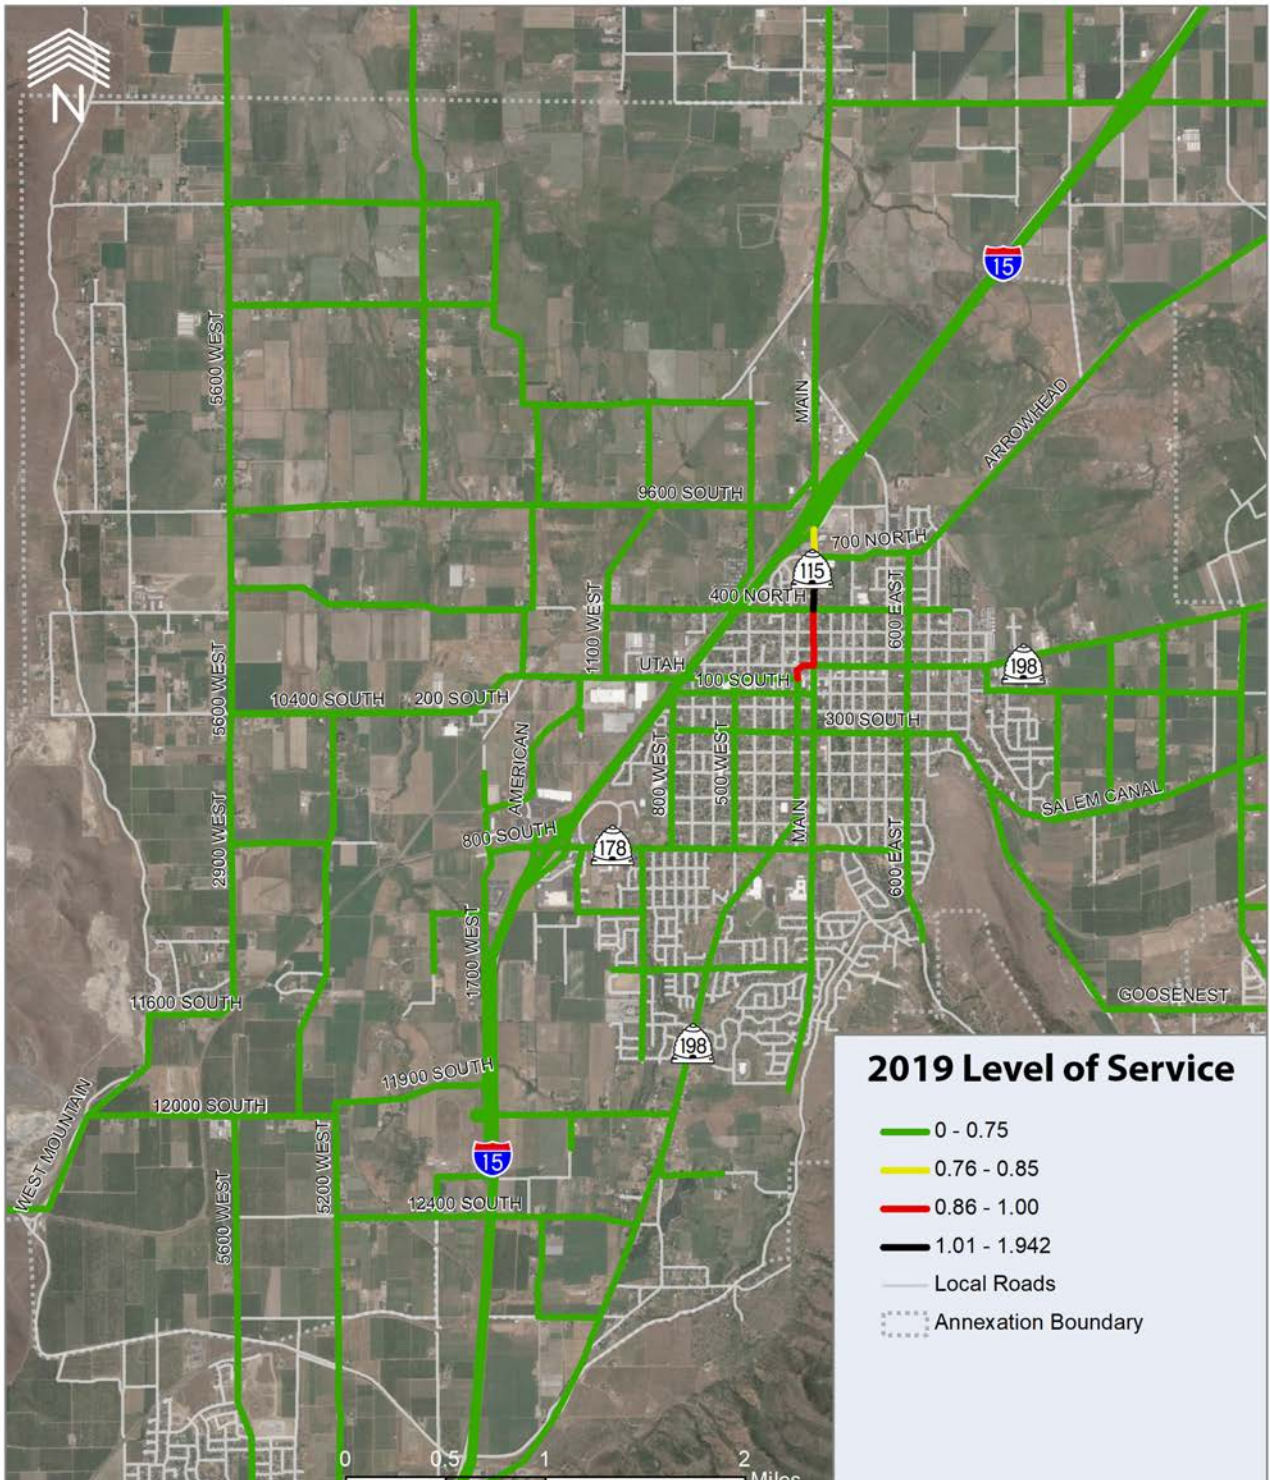 N
15
5600 WEST
MAIN
ARROWHEAD
9600 SOUTH
700 NORTH
115
400 NORTH
1100 WEST
600 EAST
UTAH
198
5600 WEST
100 SOUTH
10400 SOUTH
200 SOUTH
300 SOUTH
AMERICAN
800 WEST
500 WEST
SALEM CANAL
2900 WEST
800 SOUTH
178
MAIN
600 EAST
1700 WEST
11600 SOUTH
GOOSENEST
198
11900 SOUTH
12000 SOUTH
WEST MOUNTAIN
5200 WEST
15
5600 WEST
12400 SOUTH
2019 Level of Service
0 - 0.75
0.76 - 0.85
0.86 - 1.00
1.01 - 1.942
Local Roads
Annexation Boundary
0 0.5 1 2
Miles